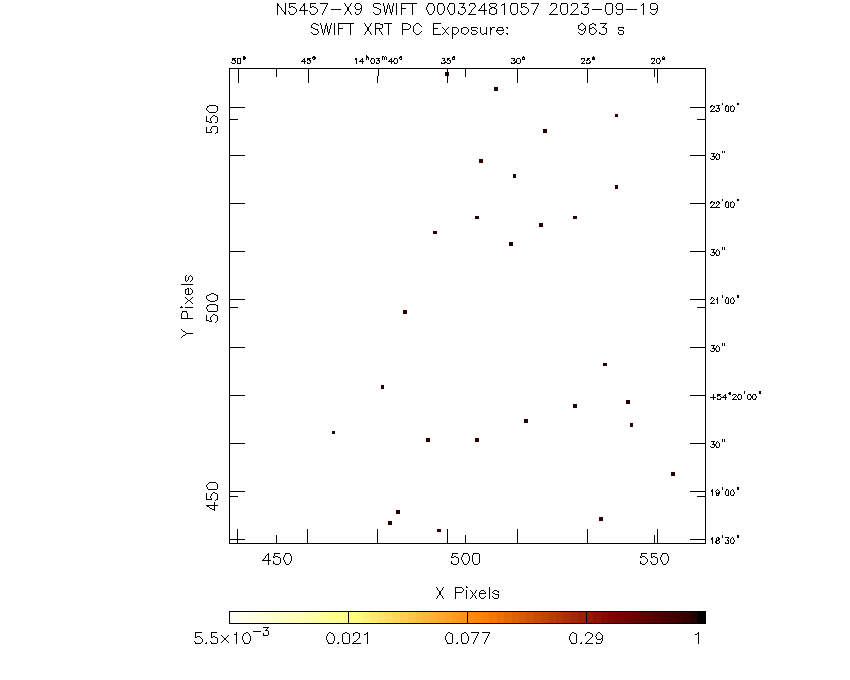 N5457-X9 SWIFT 00032481057 2023-09-19
SWIFT XRT PC Exposure: 963 s
50ˢ 45ˢ 14ʰ03ᵐ40ˢ 35ˢ 30ˢ 25ˢ 20ˢ
550
500
450
Y Pixels
23'00"
30"
22'00"
30"
21'00"
30"
+54°20'00"
30"
19'00"
18'30"
450 500 550
X Pixels
5.5×10⁻³ 0.021 0.077 0.29 1